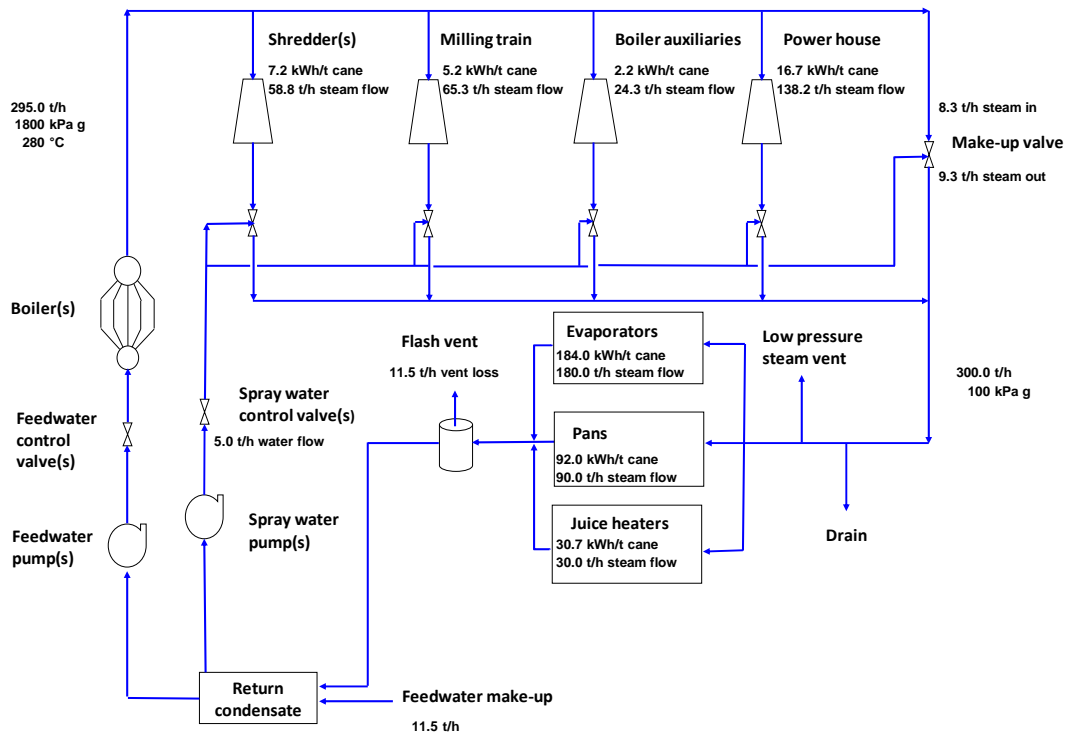 Shredder(s)
7.2 kWh/t cane
58.8 t/h steam flow
Milling train
5.2 kWh/t cane
65.3 t/h steam flow
Boiler auxiliaries
2.2 kWh/t cane
24.3 t/h steam flow
Power house
16.7 kWh/t cane
138.2 t/h steam flow
295.0 t/h
1800 kPa g
280 °C
8.3 t/h steam in
Make-up valve
9.3 t/h steam out
Boiler(s)
Evaporators
184.0 kWh/t cane
180.0 t/h steam flow
Flash vent
11.5 t/h vent loss
Low pressure
steam vent
300.0 t/h
100 kPa g
Spray water
control valve(s)
5.0 t/h water flow
Feedwater
control
valve(s)
Pans
92.0 kWh/t cane
90.0 t/h steam flow
Juice heaters
30.7 kWh/t cane
30.0 t/h steam flow
Drain
Spray water
pump(s)
Feedwater
pump(s)
Return
condensate
Feedwater make-up
11.5 t/h